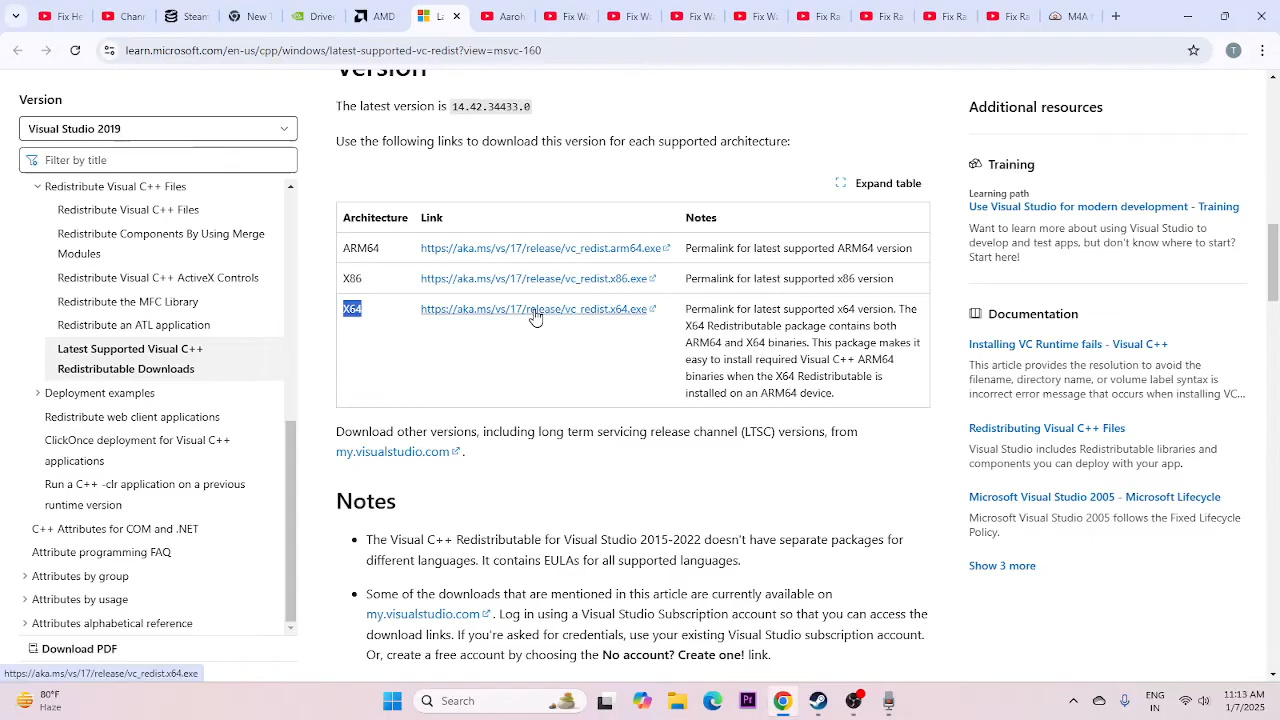 Fix He
Chann
Steam
New T
Drive
AMD
La
Aaroh
Fix Wa
Fix Wa
Fix Wa
Fix Wa
Fix Ra
Fix Ra
Fix Ra
Fix Ra
M4A
learn.microsoft.com/en-us/cpp/windows/latest-supported-vc-redist?view=msvc-160
T
Version
Visual Studio 2019
Filter by title
Redistribute Visual C++ Files
Redistribute Visual C++ Files
Redistribute Components By Using Merge
Modules
Redistribute Visual C++ ActiveX Controls
Redistribute the MFC Library
Redistribute an ATL application
Latest Supported Visual C++
Redistributable Downloads
Deployment examples
Redistribute web client applications
ClickOnce deployment for Visual C++
applications
Run a C++ -clr application on a previous
runtime version
C++ Attributes for COM and .NET
Attribute programming FAQ
Attributes by group
Attributes by usage
Attributes alphabetical reference
Download PDF
https://aka.ms/vs/17/release/vc_redist.x64.exe
Version
The latest version is 14.42.34433.0
Use the following links to download this version for each supported architecture:
Expand table
Architecture Link Notes
ARM64 https://aka.ms/vs/17/release/vc_redist.arm64.exe Permalink for latest supported ARM64 version
X86 https://aka.ms/vs/17/release/vc_redist.x86.exe Permalink for latest supported x86 version
X64 https://aka.ms/vs/17/release/vc_redist.x64.exe Permalink for latest supported x64 version. The
X64 Redistributable package contains both
ARM64 and X64 binaries. This package makes it
easy to install required Visual C++ ARM64
binaries when the X64 Redistributable is
installed on an ARM64 device.
Download other versions, including long term servicing release channel (LTSC) versions, from
my.visualstudio.com.
Notes
The Visual C++ Redistributable for Visual Studio 2015-2022 doesn't have separate packages for
different languages. It contains EULAs for all supported languages.
Some of the downloads that are mentioned in this article are currently available on
my.visualstudio.com. Log in using a Visual Studio Subscription account so that you can access the
download links. If you're asked for credentials, use your existing Visual Studio subscription account.
Or, create a free account by choosing the No account? Create one! link.
Additional resources
Training
Learning path
Use Visual Studio for modern development - Training
Want to learn more about using Visual Studio to
develop and test apps, but don't know where to start?
Start here!
Documentation
Installing VC Runtime fails - Visual C++
This article provides the resolution to avoid the
filename, directory name, or volume label syntax is
incorrect error message that occurs when installing VC...
Redistributing Visual C++ Files
Visual Studio includes Redistributable libraries and
components you can deploy with your app.
Microsoft Visual Studio 2005 - Microsoft Lifecycle
Microsoft Visual Studio 2005 follows the Fixed Lifecycle
Policy.
Show 3 more
80°F
Haze
Search
Pr
ENG
IN
11:13 AM
1/7/2025